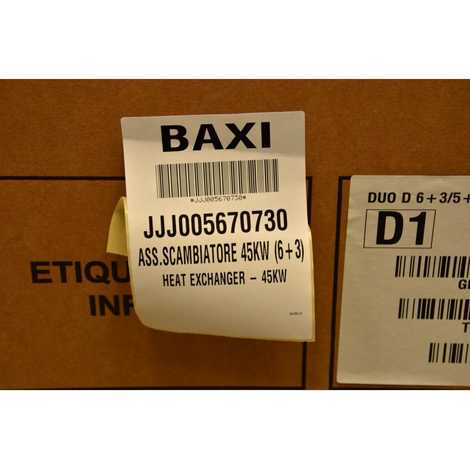 BAXI
*JJJ005670730*
JJJ005670730
ASS.SCAMBIATORE 45KW (6+3)
HEAT EXCHANGER - 45KW
DUO D 6+3/5+
D1
ETIQU
INF